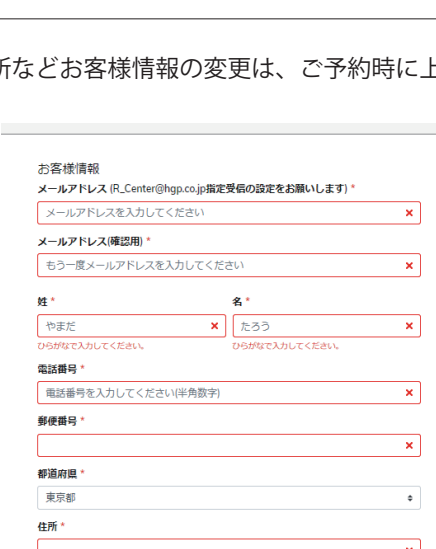 所などお客様情報の変更は、ご予約時に上
お客様情報
メールアドレス (R_Center@hgp.co.jp指定受信の設定をお願いします) *
メールアドレスを入力してください
メールアドレス(確認用) *
もう一度メールアドレスを入力してください
姓 * 名 *
やまだ たろう
ひらがなで入力してください。 ひらがなで入力してください。
電話番号 *
電話番号を入力してください(半角数字)
郵便番号 *
都道府県 *
東京都
住所 *